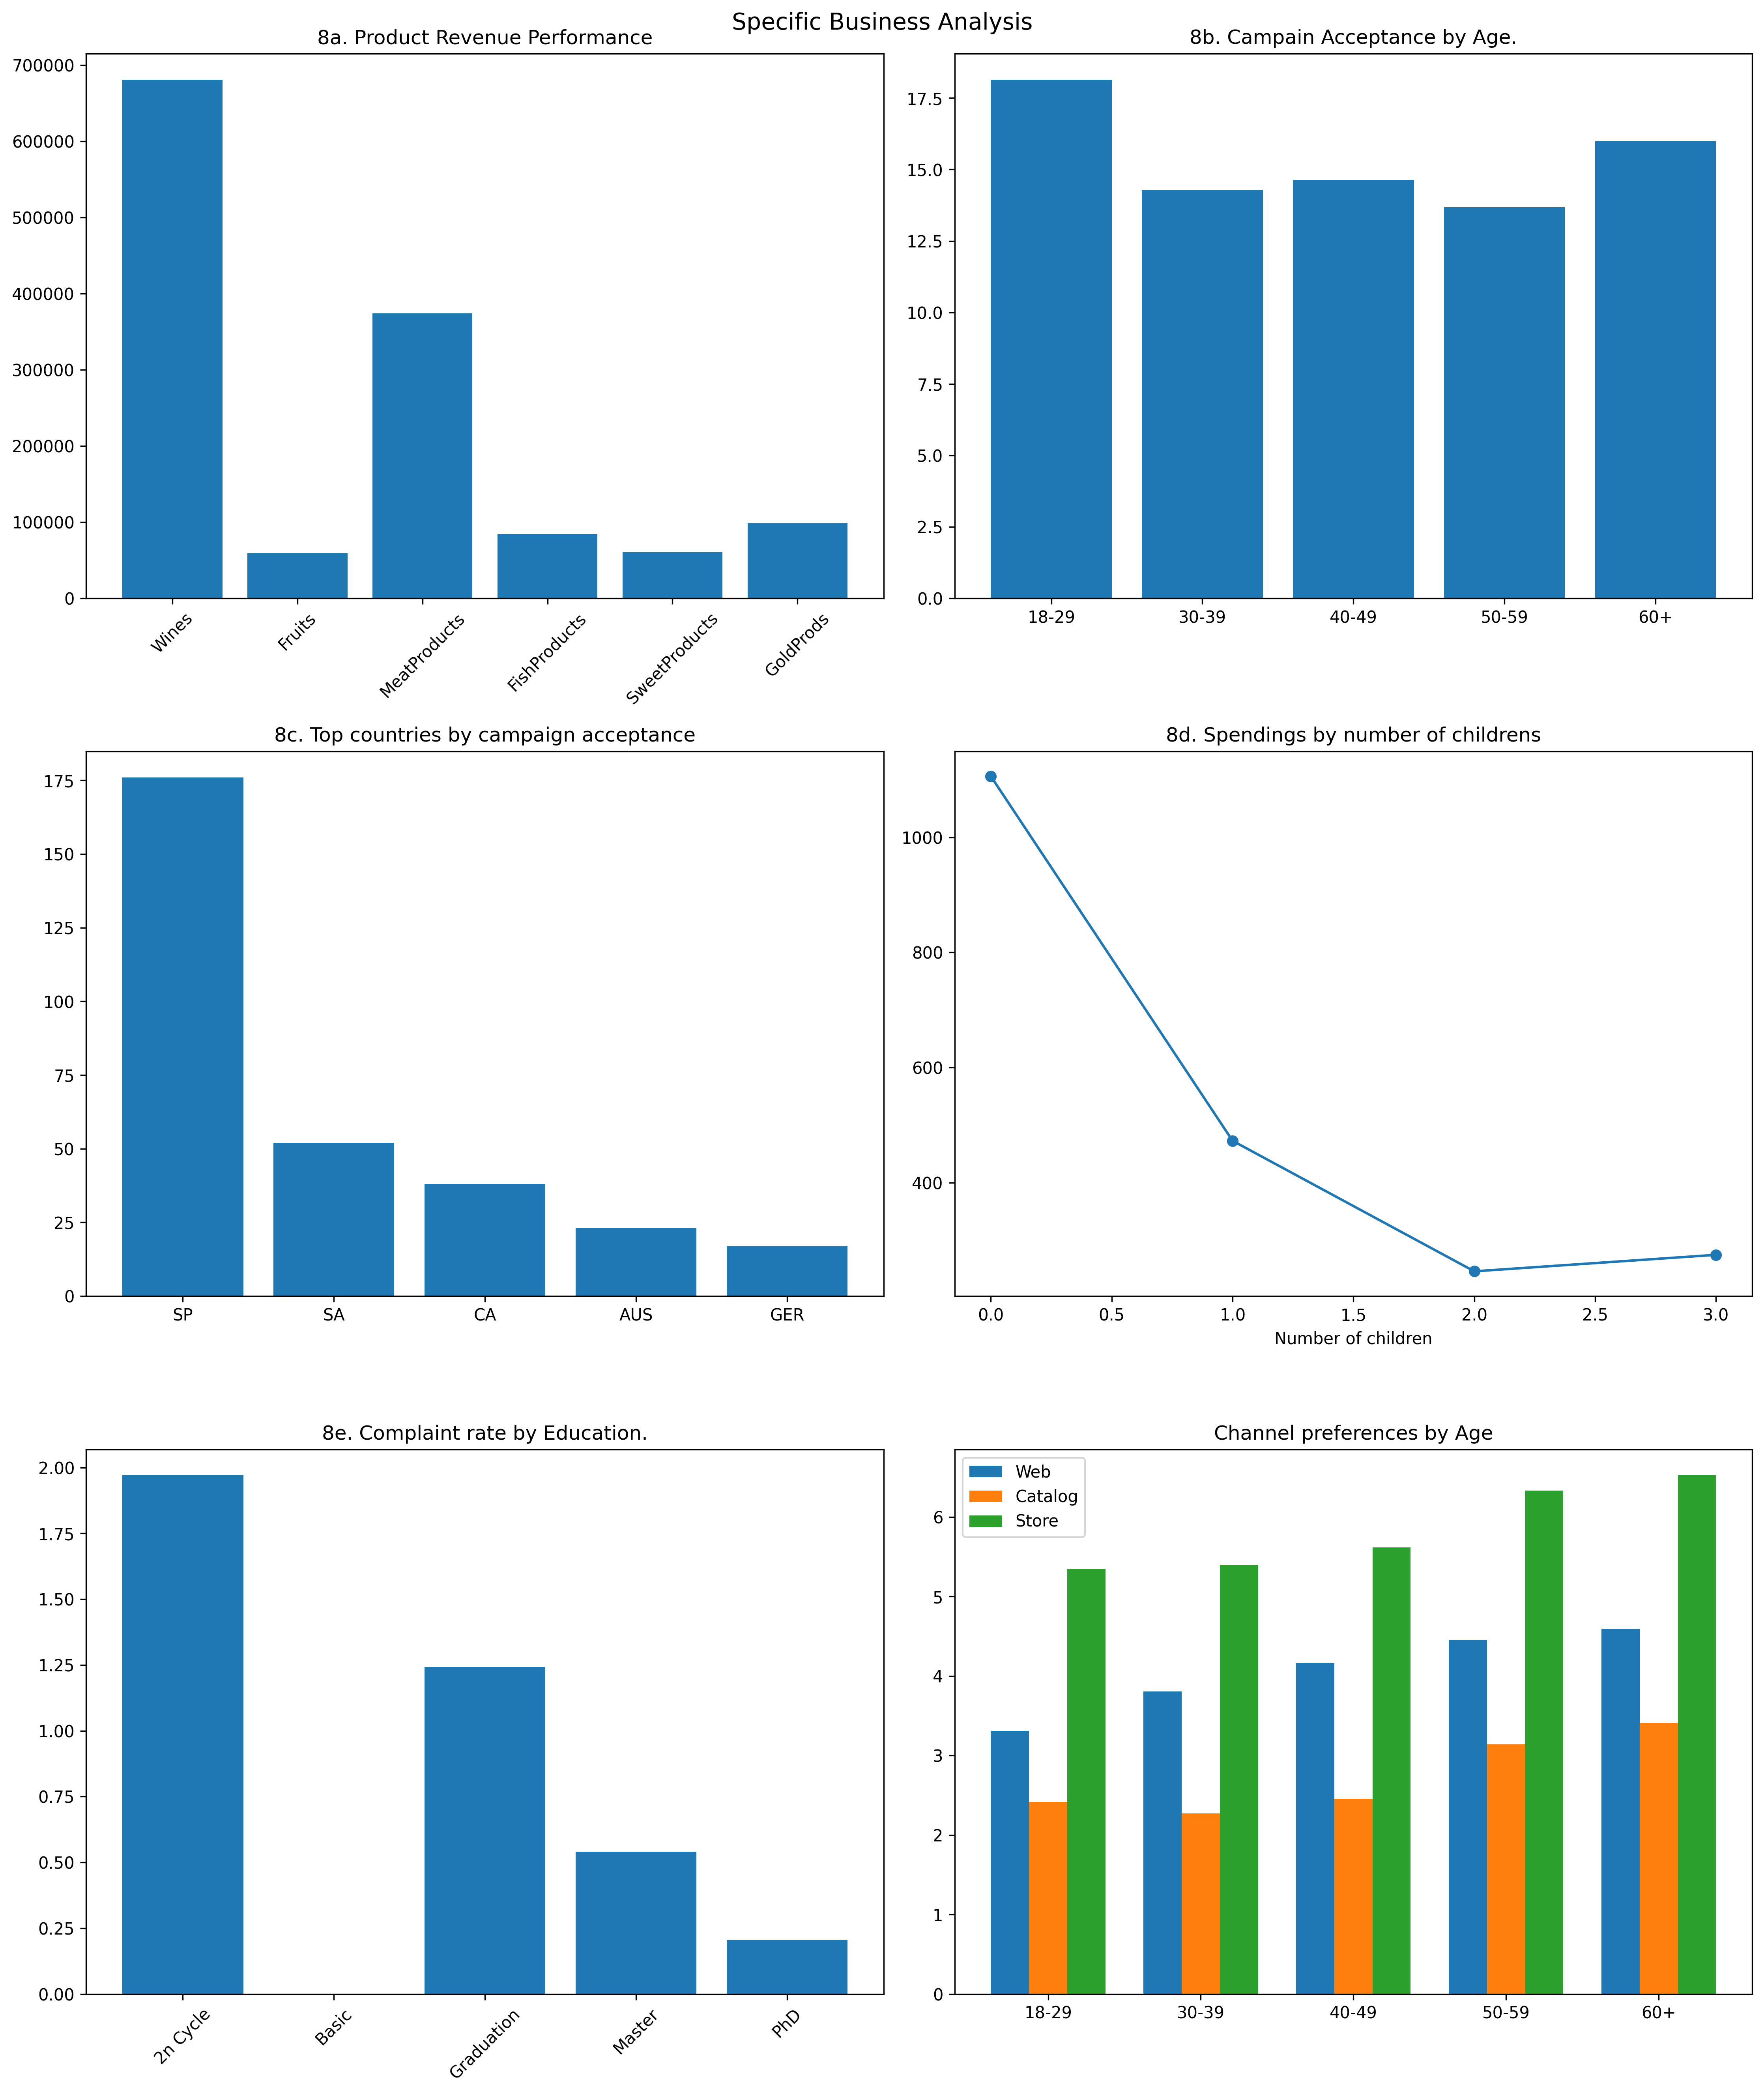 Specific Business Analysis
8a. Product Revenue Performance
700000
600000
500000
400000
300000
200000
100000
0
Wines
Fruits
MeatProducts
FishProducts
SweetProducts
GoldProds
8b. Campain Acceptance by Age.
17.5
15.0
12.5
10.0
7.5
5.0
2.5
0.0
18-29
30-39
40-49
50-59
60+
8c. Top countries by campaign acceptance
175
150
125
100
75
50
25
0
SP
SA
CA
AUS
GER
8d. Spendings by number of childrens
1000
800
600
400
0.0
0.5
1.0
1.5
2.0
2.5
3.0
Number of children
8e. Complaint rate by Education.
2.00
1.75
1.50
1.25
1.00
0.75
0.50
0.25
0.00
2n Cycle
Basic
Graduation
Master
PhD
Channel preferences by Age
Web
Catalog
Store
6
5
4
3
2
1
0
18-29
30-39
40-49
50-59
60+